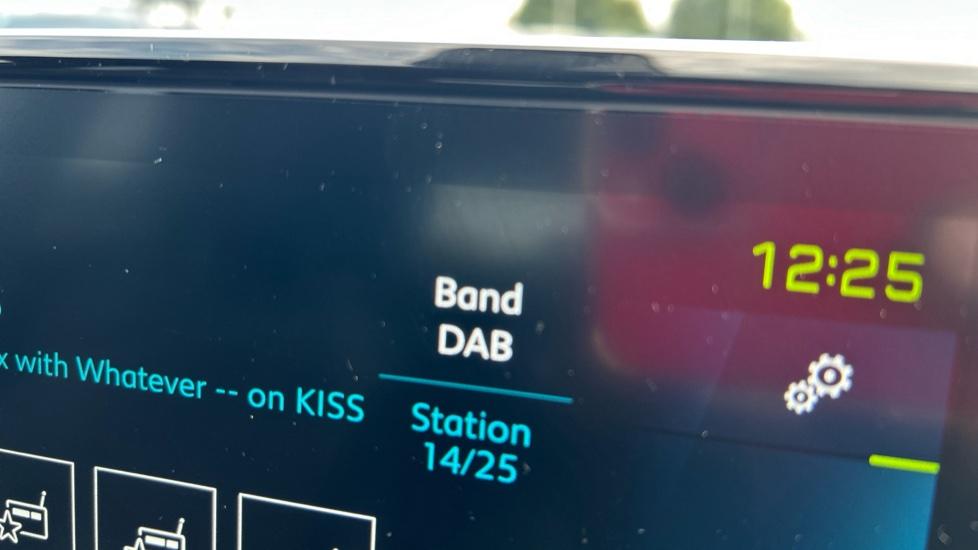 12:25
Band
DAB
x with Whatever -- on KISS
Station
14/25